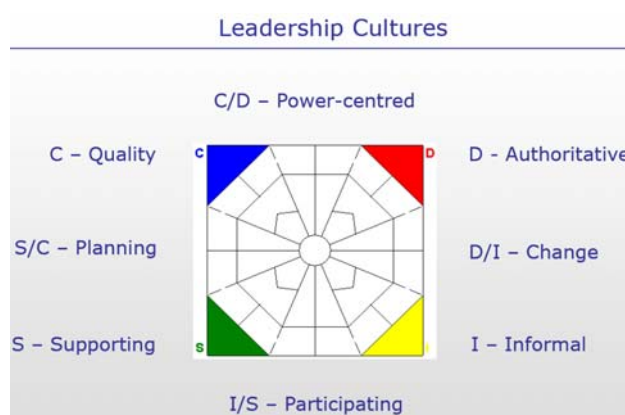 Leadership Cultures
C/D – Power-centred
C – Quality
C
D
D - Authoritative
S/C – Planning
D/I – Change
S – Supporting
S
I
I – Informal
I/S – Participating